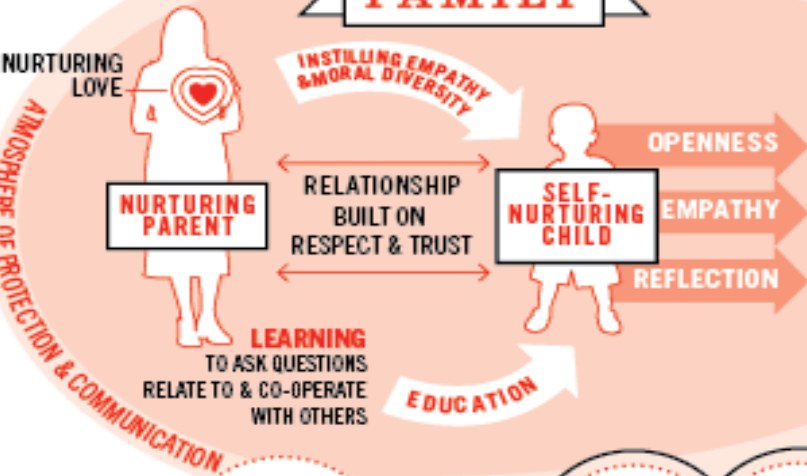 FAMILY
NURTURING
LOVE
INSTILLING EMPATHY
& MORAL DIVERSITY
ATMOSPHERE OF PROTECTION & COMMUNICATION
OPENNESS
RELATIONSHIP
BUILT ON
RESPECT & TRUST
NURTURING
PARENT
SELF-
NURTURING
CHILD
EMPATHY
REFLECTION
LEARNING
TO ASK QUESTIONS
RELATE TO & CO-OPERATE
WITH OTHERS
EDUCATION